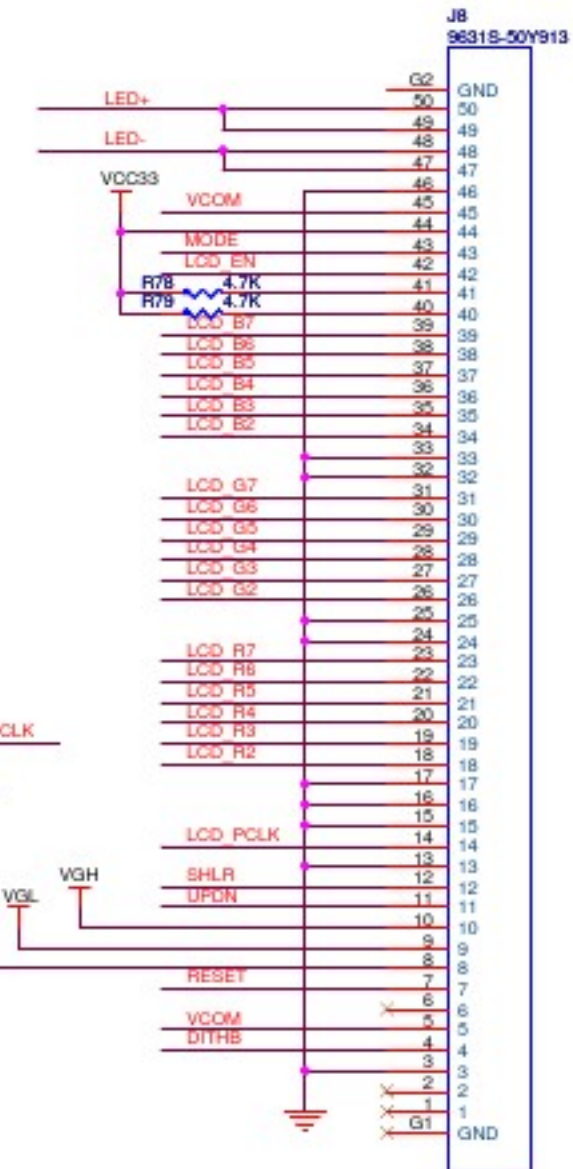 J8
9631S-50Y913
G2 GND
LED+ 50 50
49 49
LED- 48 48
47 47
VCC33 46 46
VCOM 45 45
44 44
MODE 43 43
LCD_EN 42 42
R78 4.7K 41 41
R79 4.7K 40 40
LCD_B7 39 39
LCD_B6 38 38
LCD_B5 37 37
LCD_B4 36 36
LCD_B3 35 35
LCD_B2 34 34
33 33
32 32
LCD_G7 31 31
LCD_G6 30 30
LCD_G5 29 29
LCD_G4 28 28
LCD_G3 27 27
LCD_G2 26 26
25 25
24 24
LCD_R7 23 23
LCD_R6 22 22
LCD_R5 21 21
LCD_R4 20 20
CLK LCD_R3 19 19
LCD_R2 18 18
17 17
16 16
15 15
LCD_PCLK 14 14
13 13
VGH SHLR 12 12
VGL UPDN 11 11
10 10
9 9
8 8
RESET 7 7
6 6
VCOM 5 5
DITHB 4 4
3 3
2 2
1 1
G1 GND